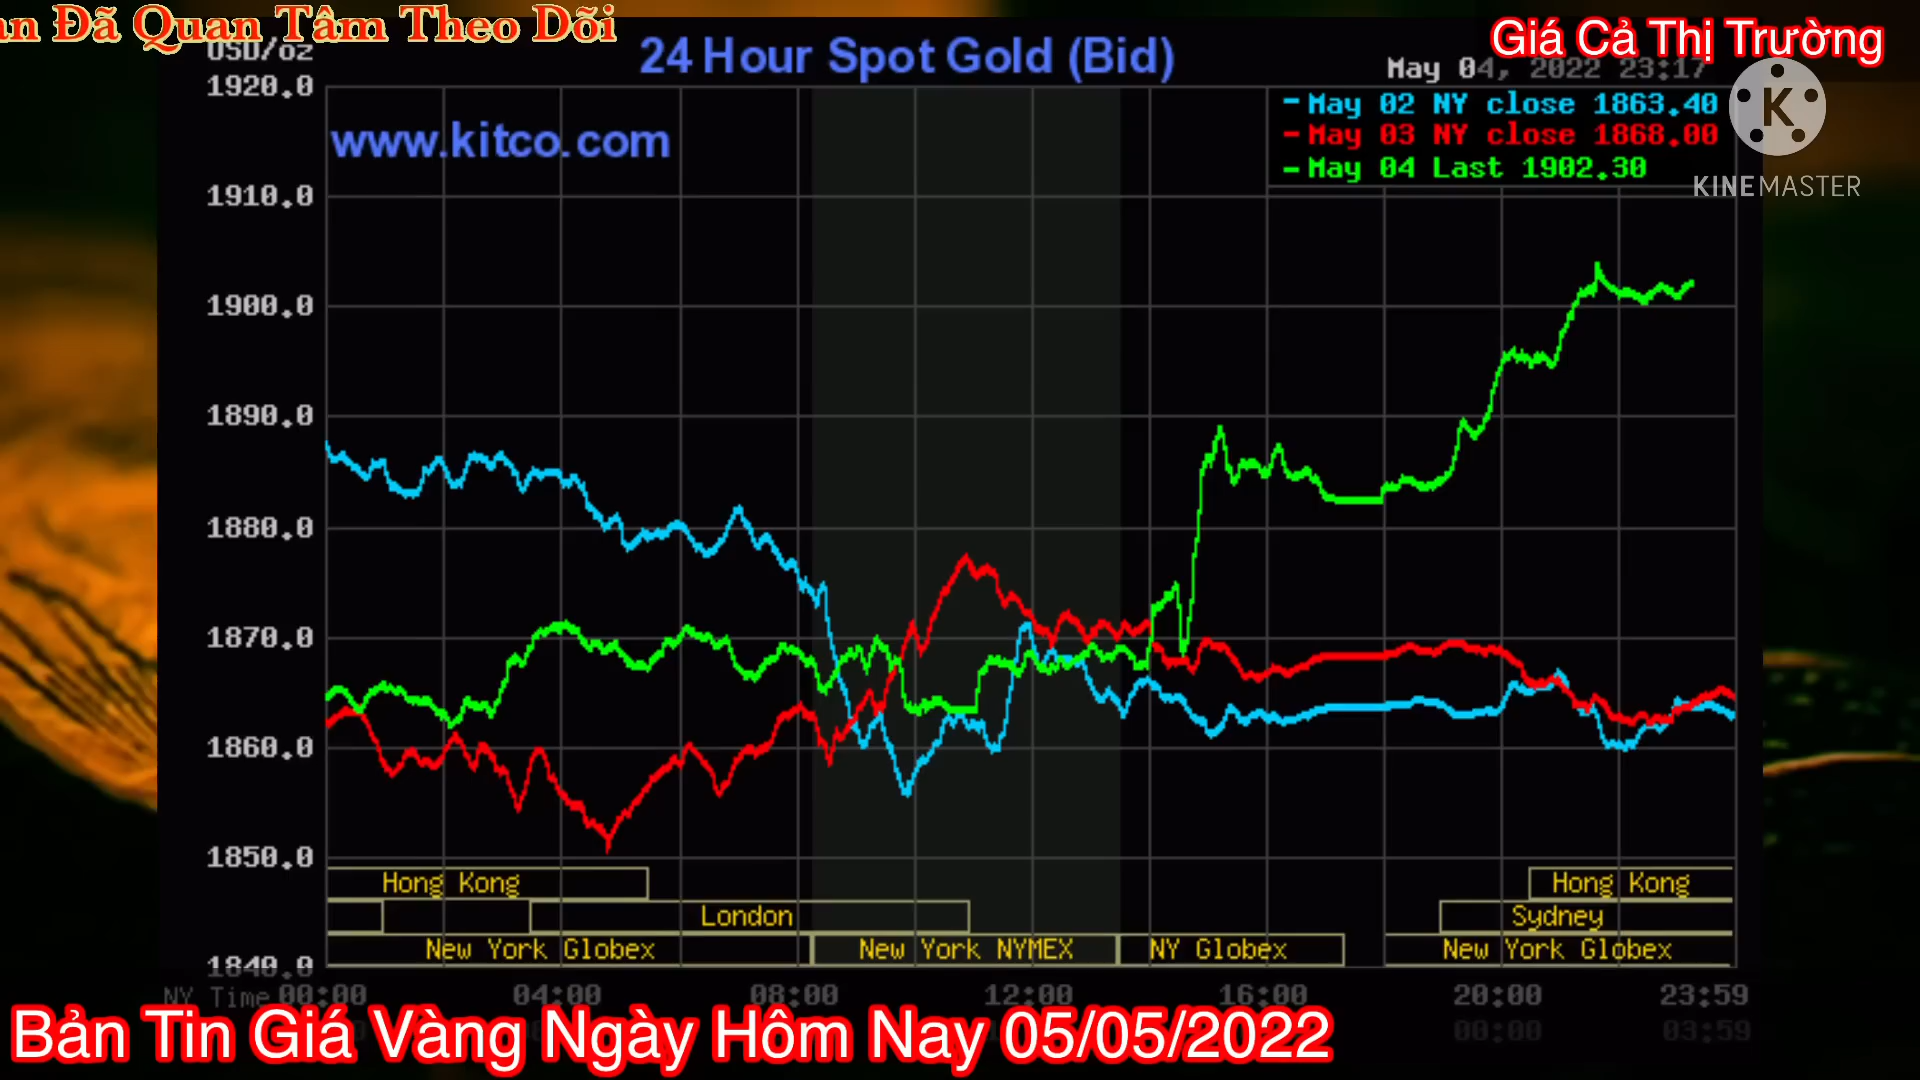 Đã Quan Tâm Theo Dõi
Giá Cả Thị Trường
USD/oz
24 Hour Spot Gold (Bid)
May 04, 2022 23:17
www.kitco.com
May 02 NY close 1863.40
May 03 NY close 1868.00
May 04 Last 1902.30
K
KINEMASTER
1920.0
1910.0
1900.0
1890.0
1880.0
1870.0
1860.0
1850.0
1840.0
Hong Kong
Hong Kong
London
Sydney
New York Globex
New York NYMEX
NY Globex
New York Globex
NY Time 00:00 04:00 08:00 12:00 16:00 20:00 23:59
00:00 03:59
Bản Tin Giá Vàng Ngày Hôm Nay 05/05/2022